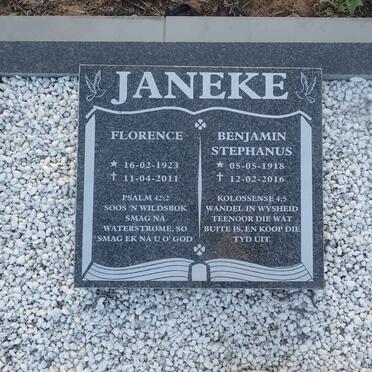 JANEKE
FLORENCE
★ 16-02-1923
✝ 11-04-2011
PSALM 42:2
SOOS 'N WILDSBOK
SMAG NA
WATERSTROME, SO
SMAG EK NA U O' GOD
BENJAMIN
STEPHANUS
★ 05-05-1918
✝ 12-02-2016
KOLOSSENSE 4:5
WANDEL IN WYSHEID
TEENOOR DIE WAT
BUITE IS, EN KOOP DIE
TYD UIT.